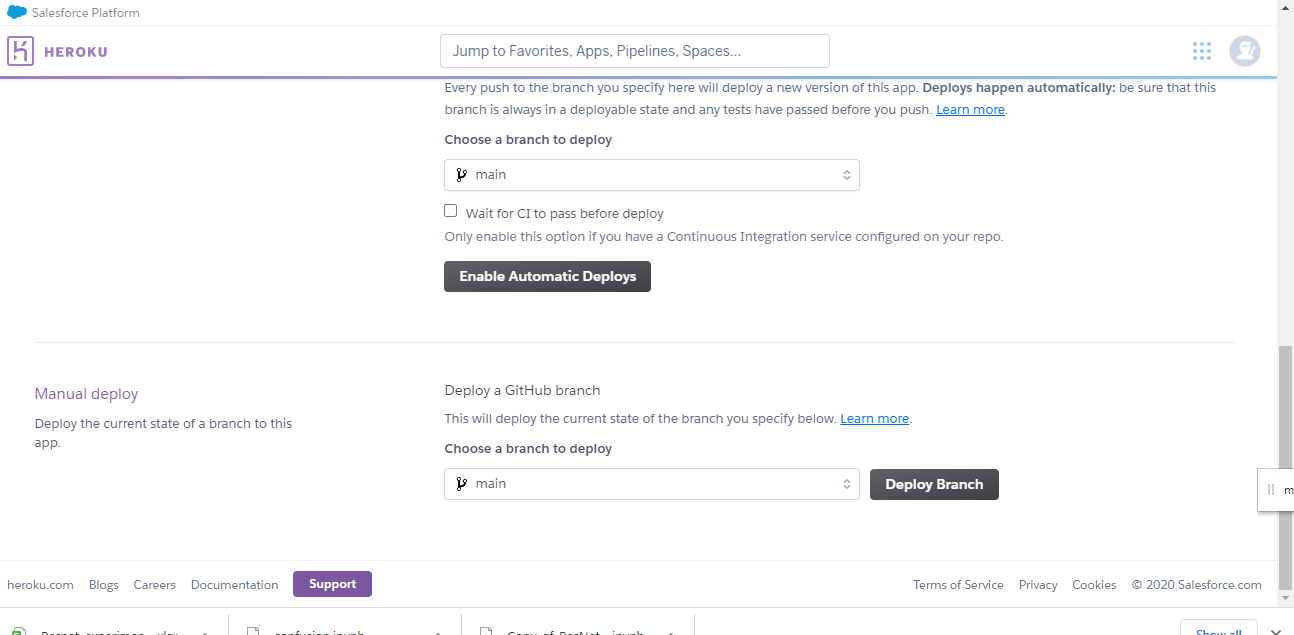 Salesforce Platform
HEROKU
Jump to Favorites, Apps, Pipelines, Spaces...
Every push to the branch you specify here will deploy a new version of this app. Deploys happen automatically: be sure that this
branch is always in a deployable state and any tests have passed before you push. Learn more.
Choose a branch to deploy
main
Wait for CI to pass before deploy
Only enable this option if you have a Continuous Integration service configured on your repo.
Enable Automatic Deploys
Manual deploy
Deploy the current state of a branch to this
app.
Deploy a GitHub branch
This will deploy the current state of the branch you specify below. Learn more.
Choose a branch to deploy
main
Deploy Branch
m
heroku.com Blogs Careers Documentation Support
Terms of Service Privacy Cookies © 2020 Salesforce.com
confusion.ipynb
Show all